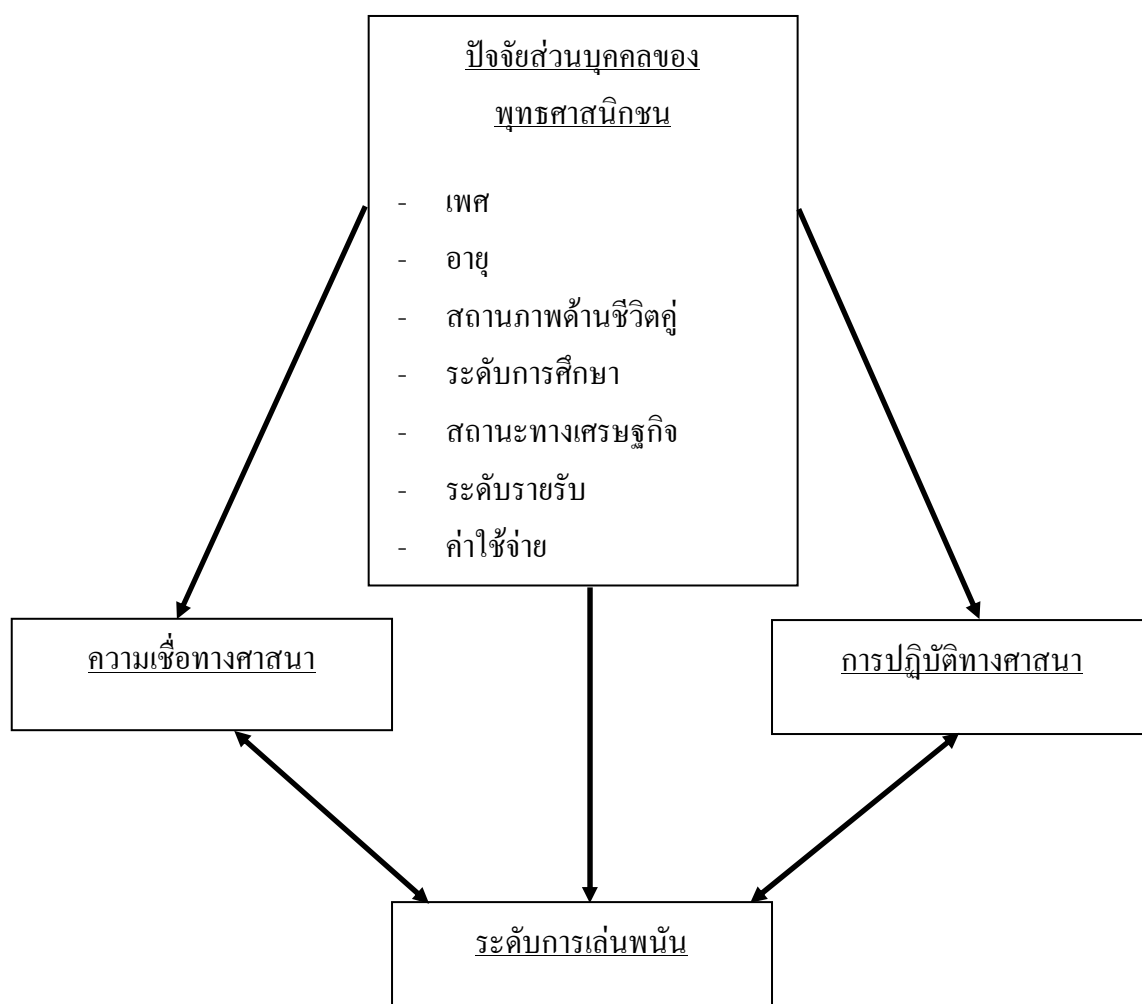 ปัจจัยส่วนบุคคลของ
พุทธศาสนิกชน
- เพศ
- อายุ
- สถานภาพด้านชีวิตคู่
- ระดับการศึกษา
- สถานะทางเศรษฐกิจ
- ระดับรายรับ
- ค่าใช้จ่าย
ความเชื่อทางศาสนา
การปฏิบัติทางศาสนา
ระดับการเล่นพนัน